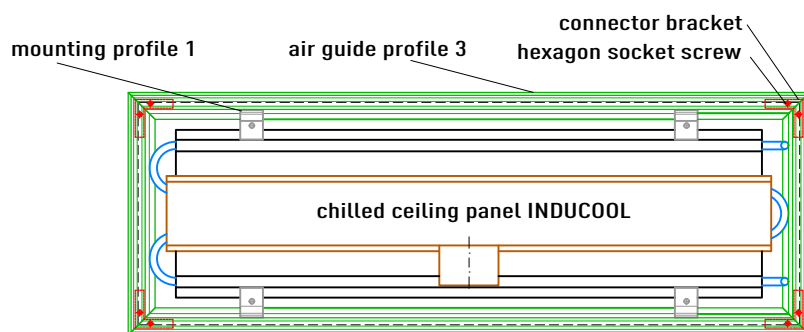 connector bracket
mounting profile 1
air guide profile 3
hexagon socket screw
chilled ceiling panel INDUCOOL